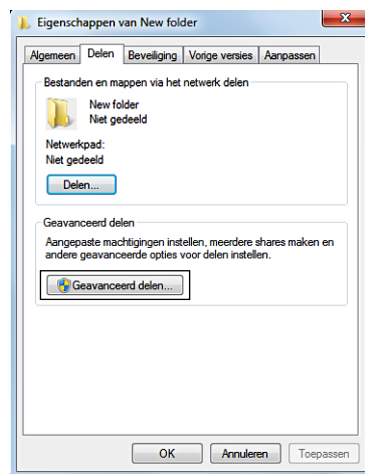 Eigenschappen van New folder
Algemeen Delen Beveiliging Vorige versies Aanpassen
Bestanden en mappen via het netwerk delen
New folder
Niet gedeeld
Netwerkpad:
Niet gedeeld
Delen...
Geavanceerd delen
Aangepaste machtigingen instellen, meerdere shares maken en
andere geavanceerde opties voor delen instellen.
Geavanceerd delen...
OK Annuleren Toepassen